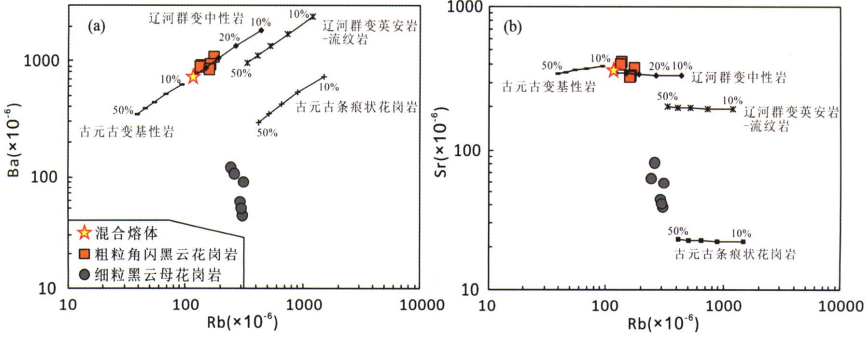 (a)
辽河群变中性岩
10%
20%
10%
辽河群变英安岩
-流纹岩
50%
10%
50%
古元古变基性岩
10%
古元古条痕状花岗岩
50%
1000
100
10
Ba(×10⁻⁶)
混合熔体
粗粒角闪黑云花岗岩
细粒黑云母花岗岩
10
100
1000
10000
Rb(×10⁻⁶)
(b)
10%
50%
古元古变基性岩
20%
10%
辽河群变中性岩
50%
10%
辽河群变英安岩
-流纹岩
50%
10%
古元古条痕状花岗岩
1000
100
10
Sr(×10⁻⁶)
10
100
1000
10000
Rb(×10⁻⁶)